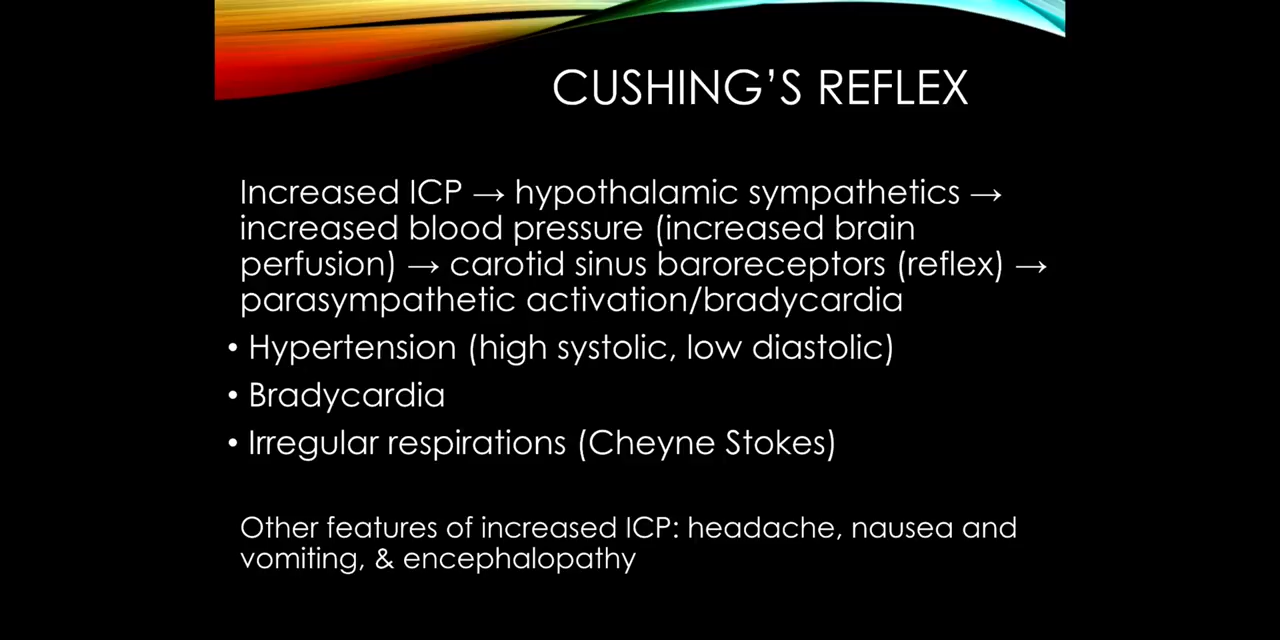 CUSHING’S REFLEX
Increased ICP → hypothalamic sympathetics →
increased blood pressure (increased brain
perfusion) → carotid sinus baroreceptors (reflex) →
parasympathetic activation/bradycardia
• Hypertension (high systolic, low diastolic)
• Bradycardia
• Irregular respirations (Cheyne Stokes)
Other features of increased ICP: headache, nausea and
vomiting, & encephalopathy